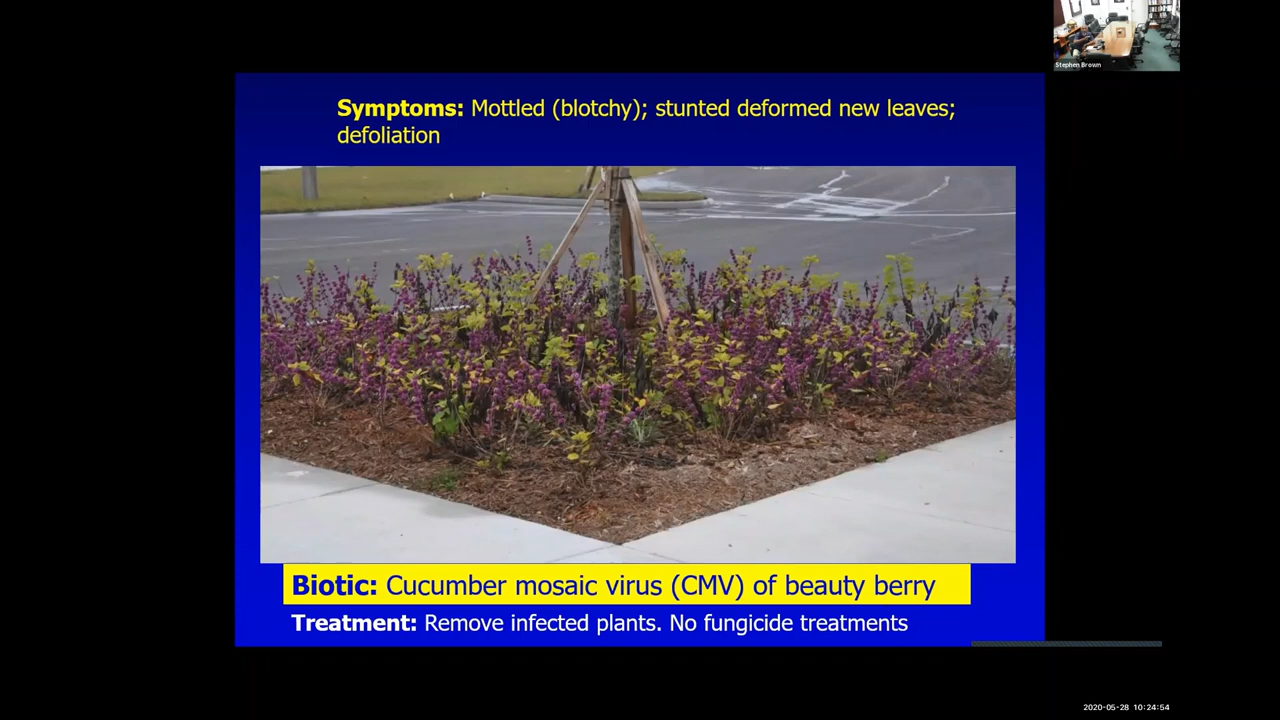 Stephen Brown
Symptoms: Mottled (blotchy); stunted deformed new leaves;
defoliation
Biotic: Cucumber mosaic virus (CMV) of beauty berry
Treatment: Remove infected plants. No fungicide treatments
2020-05-28 10:24:54